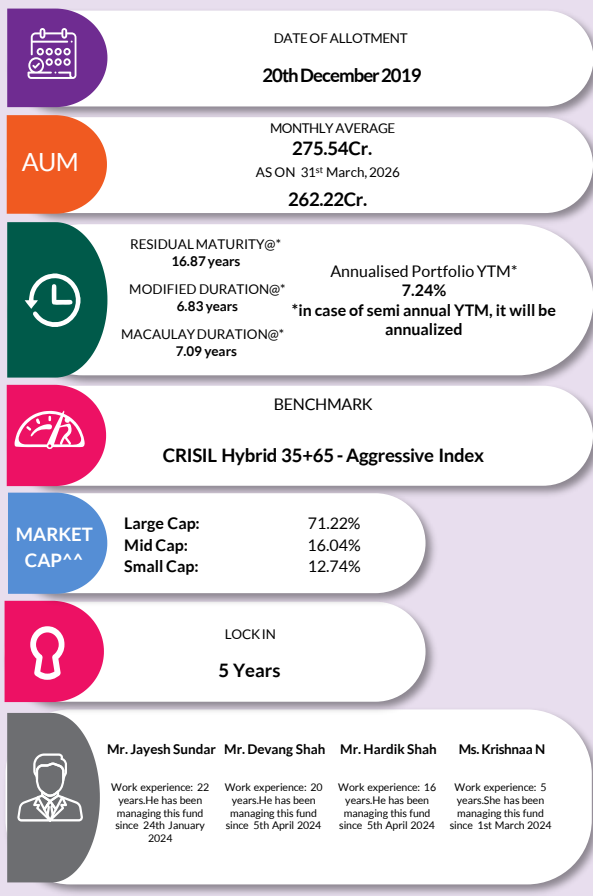 DATE OF ALLOTMENT
20th December 2019
AUM
MONTHLY AVERAGE
275.54Cr.
AS ON 31st March, 2026
262.22Cr.
RESIDUAL MATURITY@*
16.87 years
MODIFIED DURATION@*
6.83 years
MACAULAY DURATION@*
7.09 years
Annualised Portfolio YTM*
7.24%
*in case of semi annual YTM, it will be
annualized
BENCHMARK
CRISIL Hybrid 35+65 - Aggressive Index
MARKET
CAP^^
Large Cap: 71.22%
Mid Cap: 16.04%
Small Cap: 12.74%
LOCK IN
5 Years
Mr. Jayesh Sundar
Work experience: 22
years.He has been
managing this fund
since 24th January
2024
Mr. Devang Shah
Work experience: 20
years.He has been
managing this fund
since 5th April 2024
Mr. Hardik Shah
Work experience: 16
years.He has been
managing this fund
since 5th April 2024
Ms. Krishnaa N
Work experience: 5
years.She has been
managing this fund
since 1st March 2024